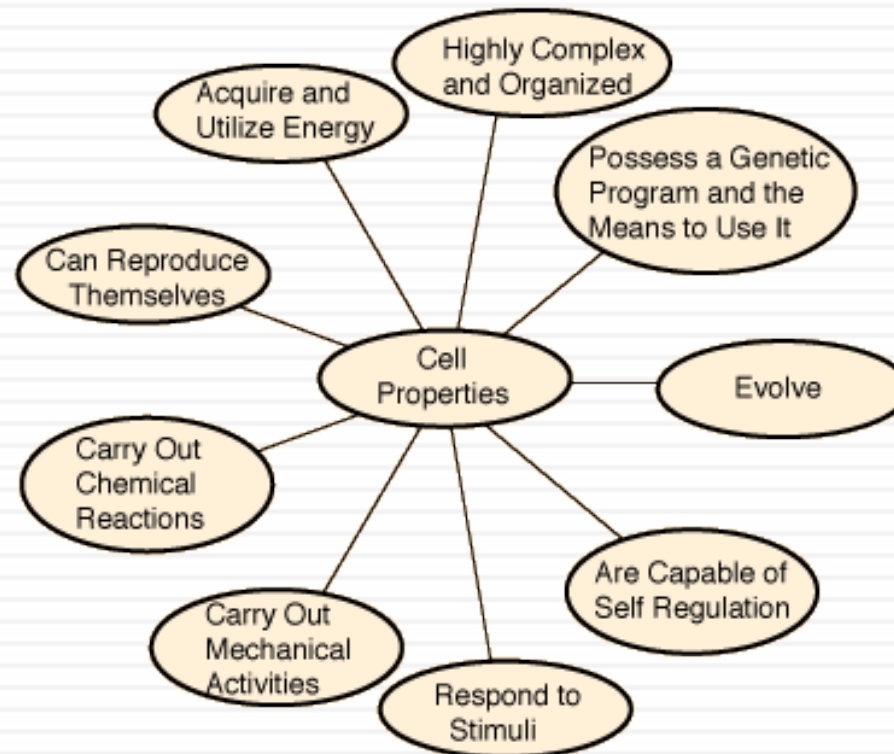 Highly Complex
and Organized
Acquire and
Utilize Energy
Possess a Genetic
Program and the
Means to Use It
Can Reproduce
Themselves
Cell
Properties
Evolve
Carry Out
Chemical
Reactions
Are Capable of
Self Regulation
Carry Out
Mechanical
Activities
Respond to
Stimuli